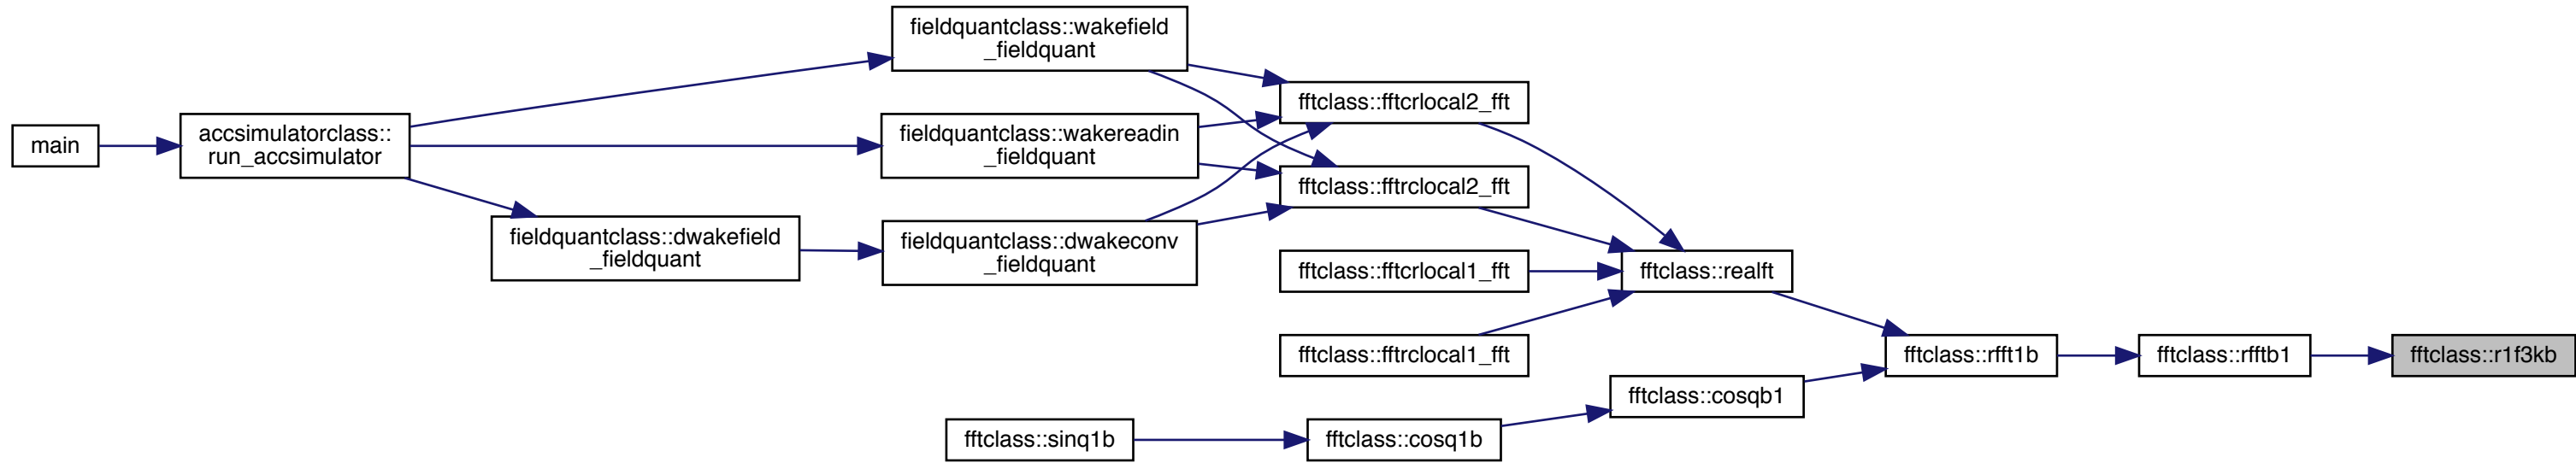 main
accsimulatorclass::
run_accsimulator
fieldquantclass::wakefield
_fieldquant
fieldquantclass::wakereadin
_fieldquant
fieldquantclass::dwakefield
_fieldquant
fieldquantclass::dwakeconv
_fieldquant
fftclass::fftcrlocal2_fft
fftclass::fftrclocal2_fft
fftclass::fftcrlocal1_fft
fftclass::fftrclocal1_fft
fftclass::realft
fftclass::sinq1b
fftclass::cosq1b
fftclass::cosqb1
fftclass::rfft1b
fftclass::rfftb1
fftclass::r1f3kb